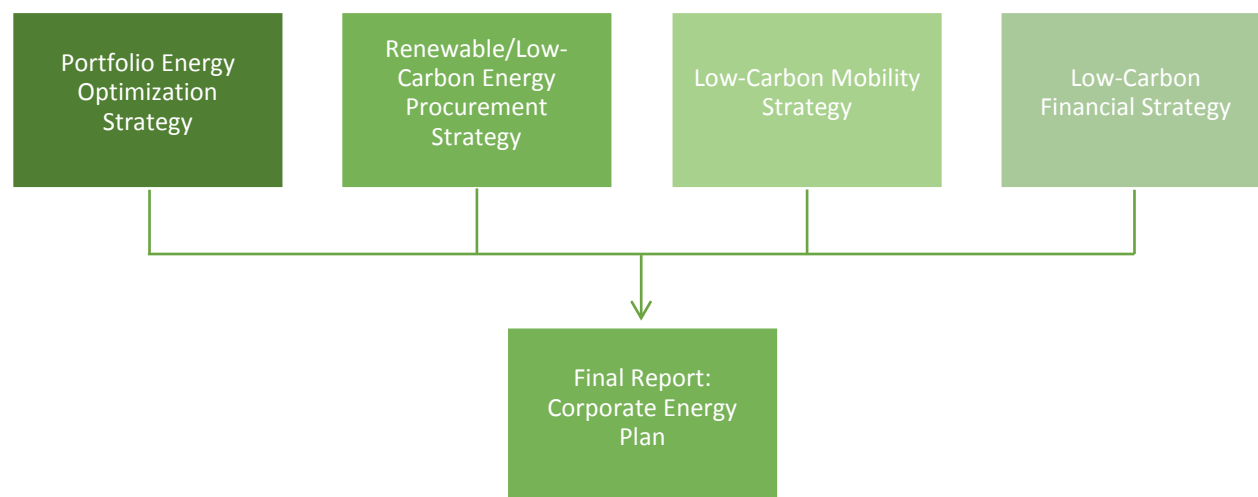 Portfolio Energy
Optimization
Strategy
Renewable/Low-
Carbon Energy
Procurement
Strategy
Low-Carbon Mobility
Strategy
Low-Carbon
Financial Strategy
Final Report:
Corporate Energy
Plan